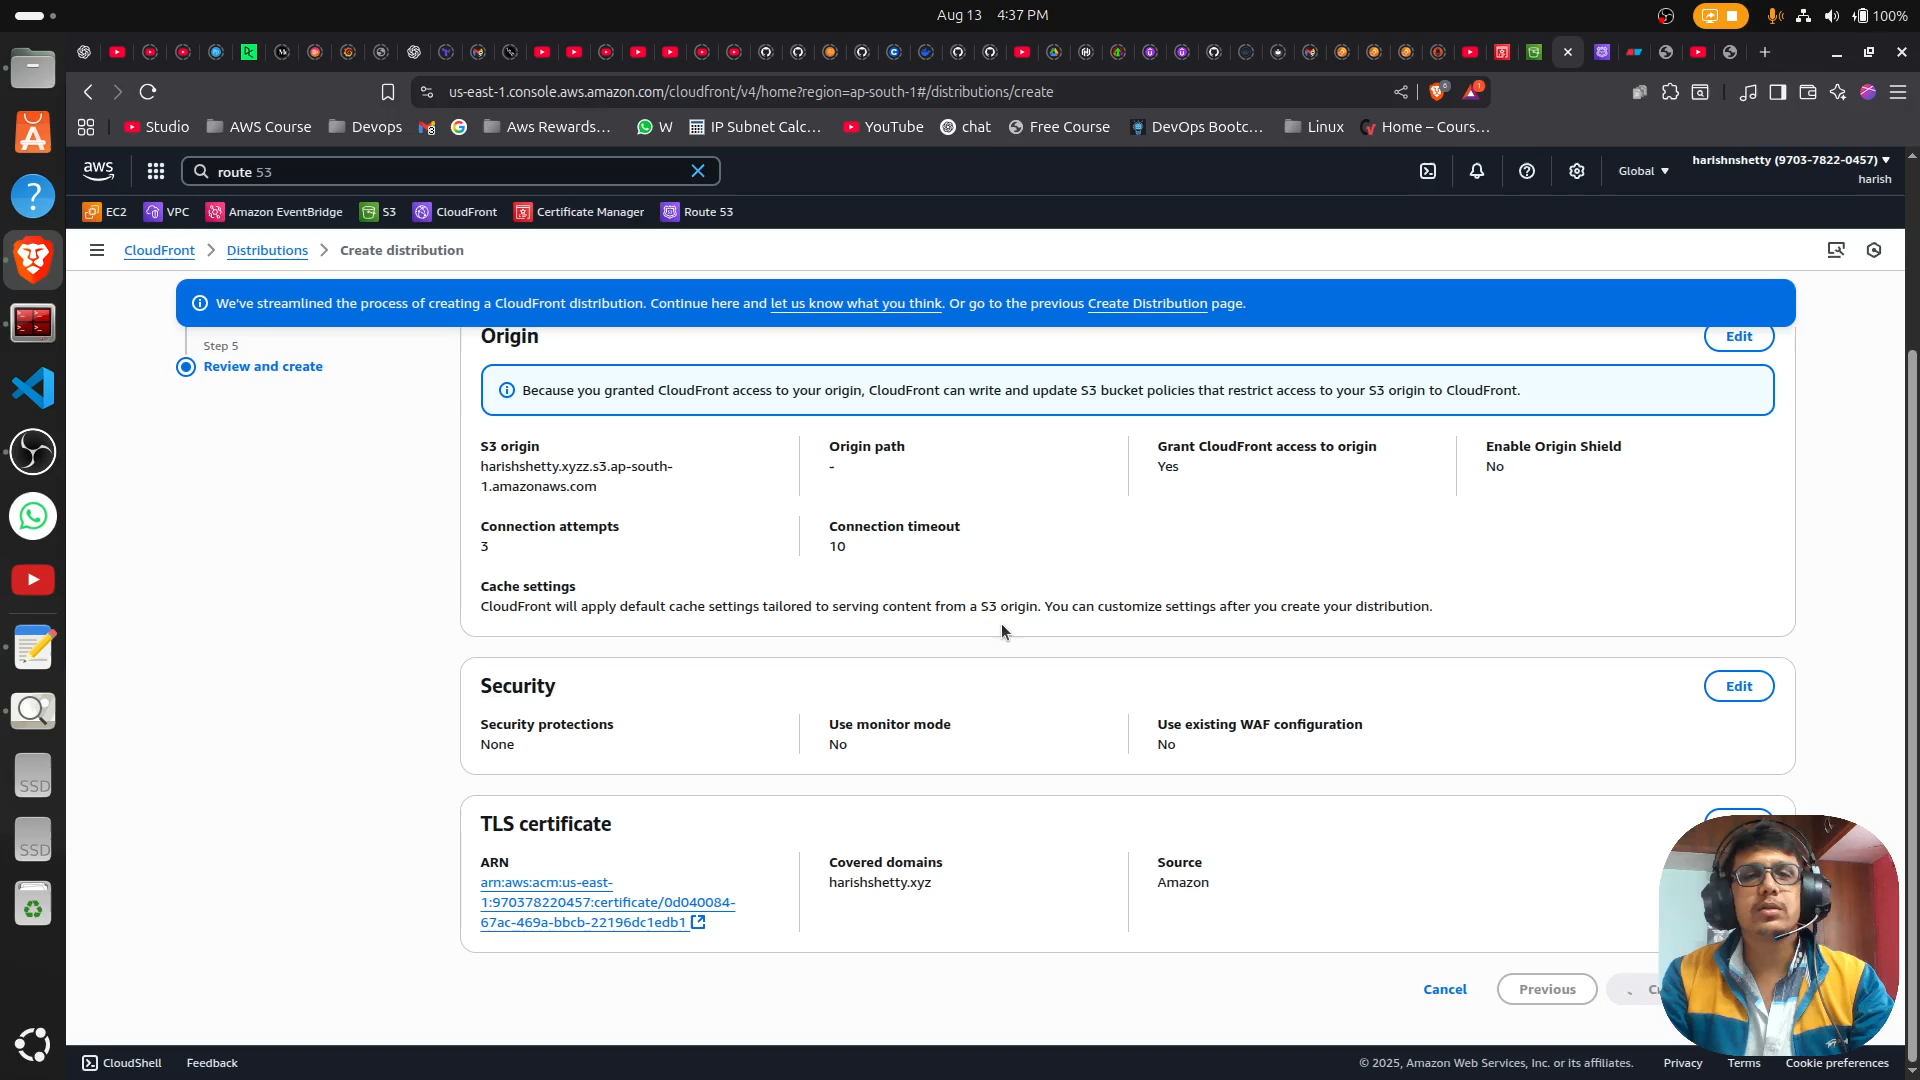 Aug 13 4:37 PM
100%
us-east-1.console.aws.amazon.com/cloudfront/v4/home?region=ap-south-1#/distributions/create
Studio
AWS Course
Devops
Aws Rewards...
W
IP Subnet Calc...
YouTube
chat
Free Course
DevOps Bootc...
Linux
Home – Cours...
aws
route 53
Global
harishnshetty (9703-7822-0457)
harish
EC2
VPC
Amazon EventBridge
S3
CloudFront
Certificate Manager
Route 53
CloudFront
Distributions
Create distribution
We've streamlined the process of creating a CloudFront distribution. Continue here and let us know what you think. Or go to the previous Create Distribution page.
Step 5
Review and create
Origin
Edit
Because you granted CloudFront access to your origin, CloudFront can write and update S3 bucket policies that restrict access to your S3 origin to CloudFront.
S3 origin
harishshetty.xyzz.s3.ap-south-
1.amazonaws.com
Origin path
-
Grant CloudFront access to origin
Yes
Enable Origin Shield
No
Connection attempts
3
Connection timeout
10
Cache settings
CloudFront will apply default cache settings tailored to serving content from a S3 origin. You can customize settings after you create your distribution.
Security
Edit
Security protections
None
Use monitor mode
No
Use existing WAF configuration
No
TLS certificate
ARN
arn:aws:acm:us-east-
1:970378220457:certificate/0d040084-
67ac-469a-bbcb-22196dc1edb1
Covered domains
harishshetty.xyz
Source
Amazon
Cancel
Previous
CloudShell
Feedback
© 2025, Amazon Web Services, Inc. or its affiliates.
Privacy
Terms
Cookie preferences
SSD
SSD